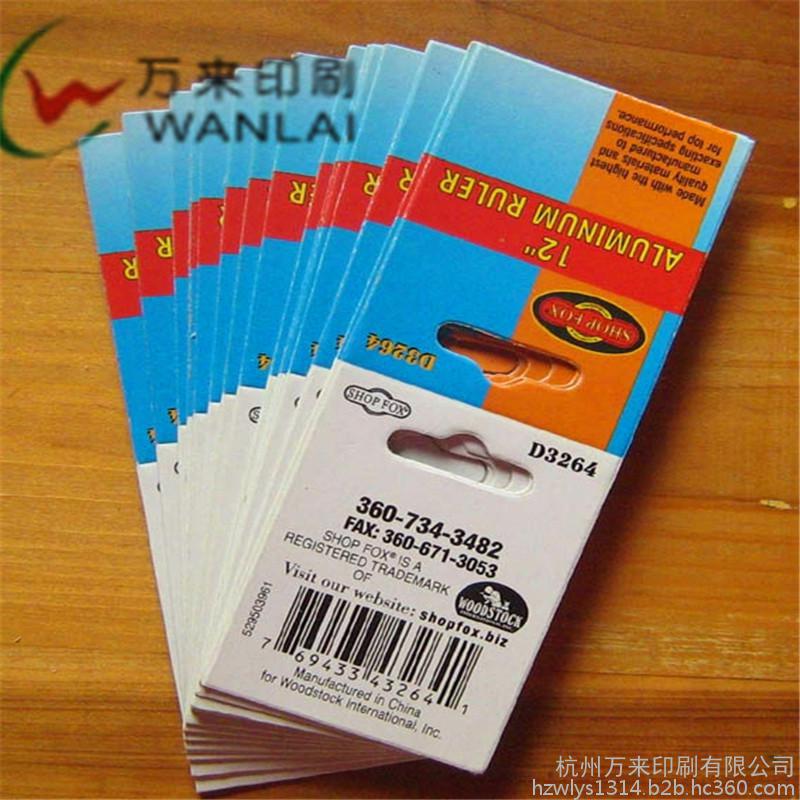 万来印刷
WANLAI
Made with the highest
quality materials and
manufactured to
exacting specifications
for top performance.
12"
ALUMINUM RULER
SHOP FOX
D3264
SHOP FOX®
D3264
360-734-3482
FAX: 360-671-3053
SHOP FOX® IS A
REGISTERED TRADEMARK
OF
WOODSTOCK
Visit our website: shopfox.biz
529503961
7 69433 43264 1
Manufactured in China
for Woodstock International, Inc.
杭州万来印刷有限公司
hzwlys1314.b2b.hc360.com